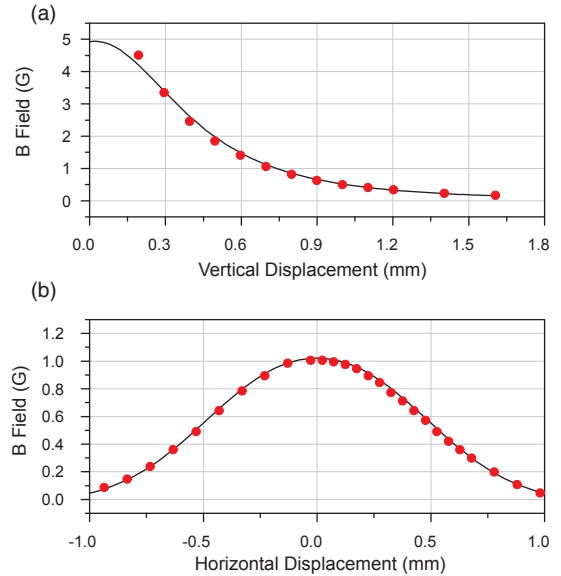 (a)
5
4
3
2
1
0
B Field (G)
0.0 0.3 0.6 0.9 1.2 1.5 1.8
Vertical Displacement (mm)
(b)
1.2
1.0
0.8
0.6
0.4
0.2
0.0
B Field (G)
-1.0 -0.5 0.0 0.5 1.0
Horizontal Displacement (mm)